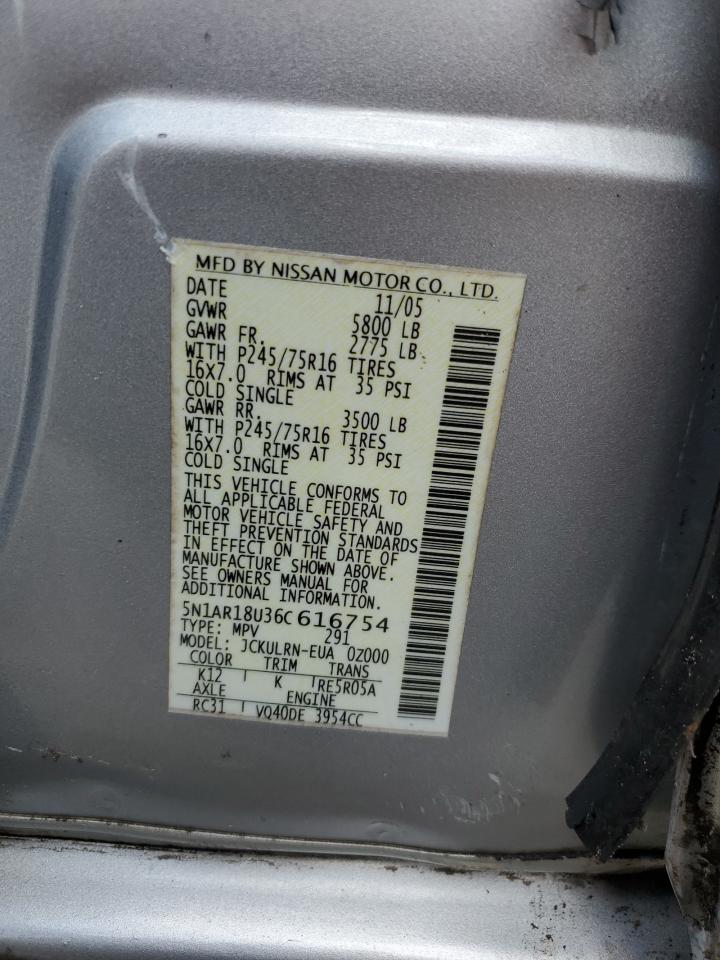 MFD BY NISSAN MOTOR CO., LTD.
DATE 11/05
GVWR 5800 LB
GAWR FR. 2775 LB
WITH P245/75R16 TIRES
16X7.0 RIMS AT 35 PSI
COLD SINGLE
GAWR RR. 3500 LB
WITH P245/75R16 TIRES
16X7.0 RIMS AT 35 PSI
COLD SINGLE
THIS VEHICLE CONFORMS TO
ALL APPLICABLE FEDERAL
MOTOR VEHICLE SAFETY AND
THEFT PREVENTION STANDARDS
IN EFFECT ON THE DATE OF
MANUFACTURE SHOWN ABOVE.
SEE OWNERS MANUAL FOR
ADDITIONAL INFORMATION.
5N1AR18U36C616754
TYPE: MPV 291
MODEL: JCKULRN-EUA 0Z000
COLOR TRIM TRANS
K12 K RE5R05A
AXLE ENGINE
RC31 VQ40DE 3954CC